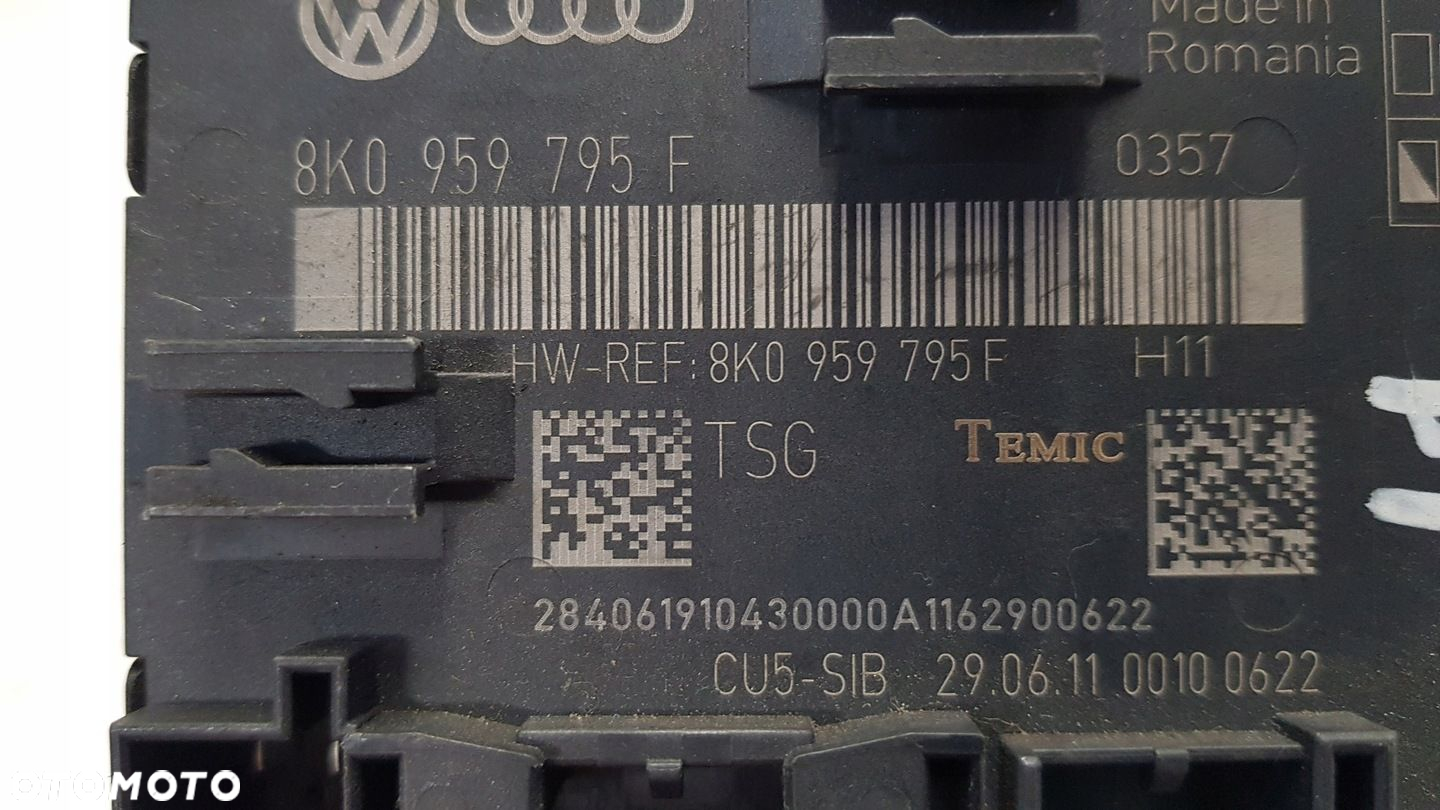 Made in
Romania
8K0 959 795 F 0357
HW-REF: 8K0 959 795 F H11
TSG TEMIC
284061910430000A1162900622
CU5-SIB 29.06.11 0010 0622
OTOMOTO